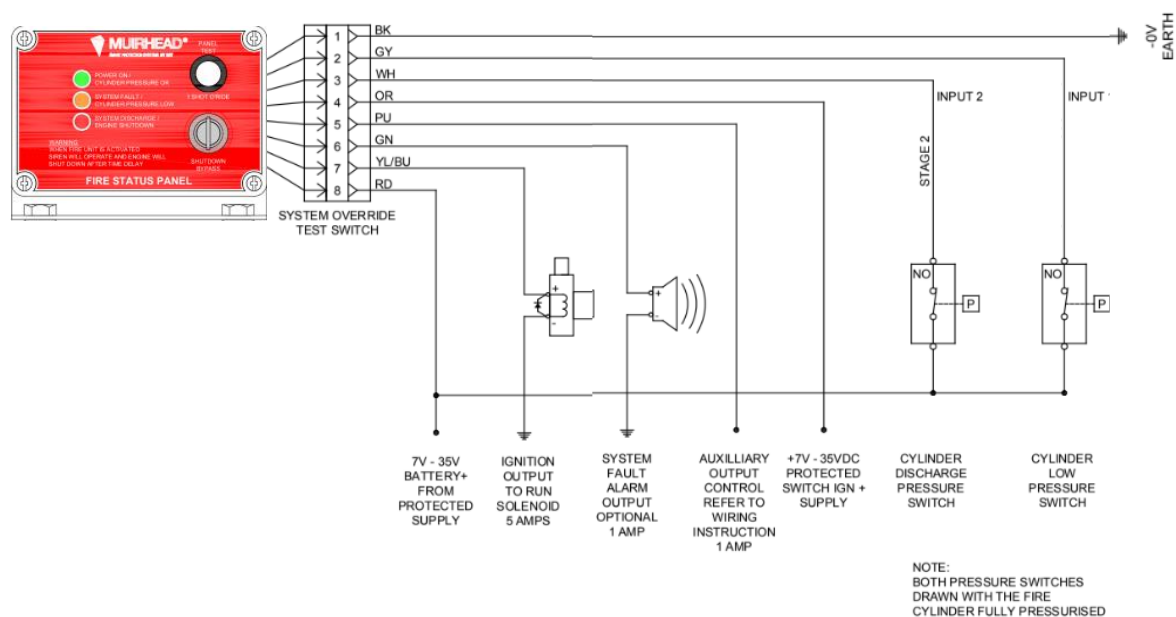 MUIRHEAD®
PANEL
TEST
POWER ON /
CYLINDER PRESSURE OK
SYSTEM FAULT /
CYLINDER PRESSURE LOW
1 SHOT O'RIDE
SYSTEM DISCHARGE /
ENGINE SHUTDOWN
WARNING
WHEN FIRE UNIT IS ACTIVATED
SIREN WILL OPERATE AND ENGINE WILL
SHUT DOWN AFTER TIME DELAY
SHUTDOWN
BYPASS
FIRE STATUS PANEL
1 BK
2 GY
3 WH
4 OR
5 PU
6 GN
7 YL/BU
8 RD
SYSTEM OVERRIDE
TEST SWITCH
-0V
EARTH
INPUT 2
INPUT
STAGE 2
NO
P
NO
P
+
-
+
-
7V - 35V
BATTERY+
FROM
PROTECTED
SUPPLY
IGNITION
OUTPUT
TO RUN
SOLENOID
5 AMPS
SYSTEM
FAULT
ALARM
OUTPUT
OPTIONAL
1 AMP
AUXILLIARY
OUTPUT
CONTROL
REFER TO
WIRING
INSTRUCTION
1 AMP
+7V - 35VDC
PROTECTED
SWITCH IGN +
SUPPLY
CYLINDER
DISCHARGE
PRESSURE
SWITCH
CYLINDER
LOW
PRESSURE
SWITCH
NOTE:
BOTH PRESSURE SWITCHES
DRAWN WITH THE FIRE
CYLINDER FULLY PRESSURISED